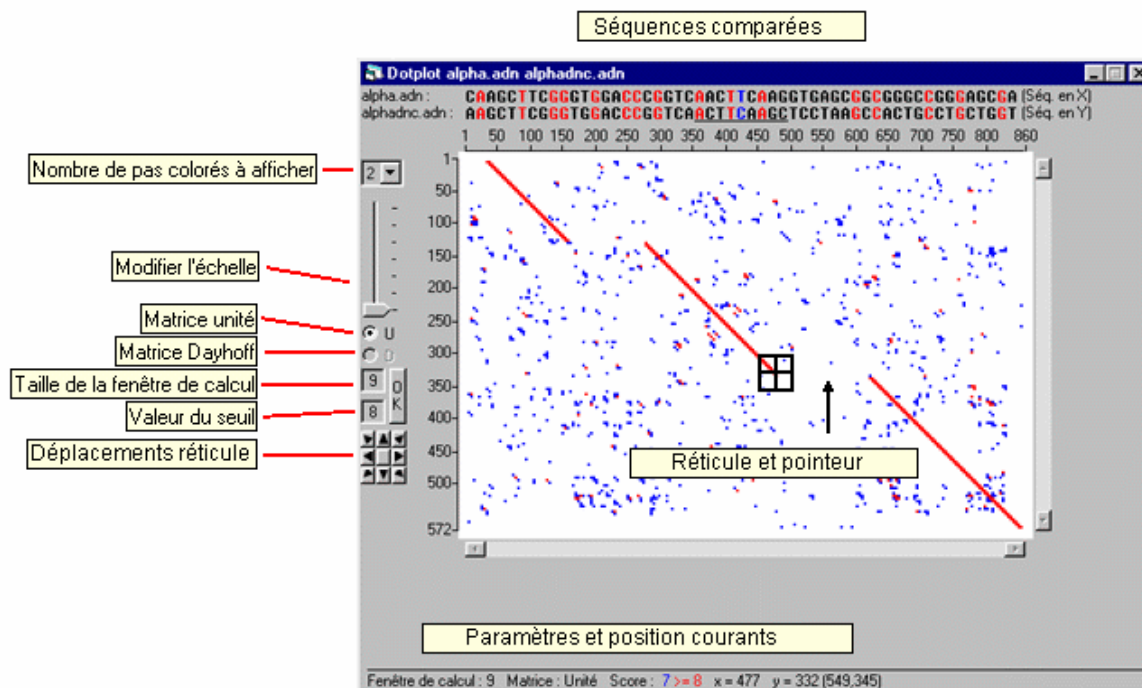 Séquences comparées
Dotplot alpha.adn alphadnc.adn
alpha.adn : CAAGCTTCGGGTGGACCCGGTCAACTTCAAGGTGAGCGGCGGGCCGGGAGCGA (Séq. en X)
alphadnc.adn : AAGCTTCGGGTGGACCCGGTCAACTTCAAGCTCCTAAGCCACTGCCTGCTGGT (Séq. en Y)
1 50 100 150 200 250 300 350 400 450 500 550 600 650 700 750 800 860
Nombre de pas colorés à afficher
2
1
50
100
150
200
250
300
350
400
450
500
572
Modifier l'échelle
Matrice unité
U
Matrice Dayhoff
D
Taille de la fenêtre de calcul
9
OK
Valeur du seuil
8
Déplacements réticule
Réticule et pointeur
Paramètres et position courants
Fenêtre de calcul : 9 Matrice : Unité Score : 7 >= 8 x = 477 y = 332 (549,345)